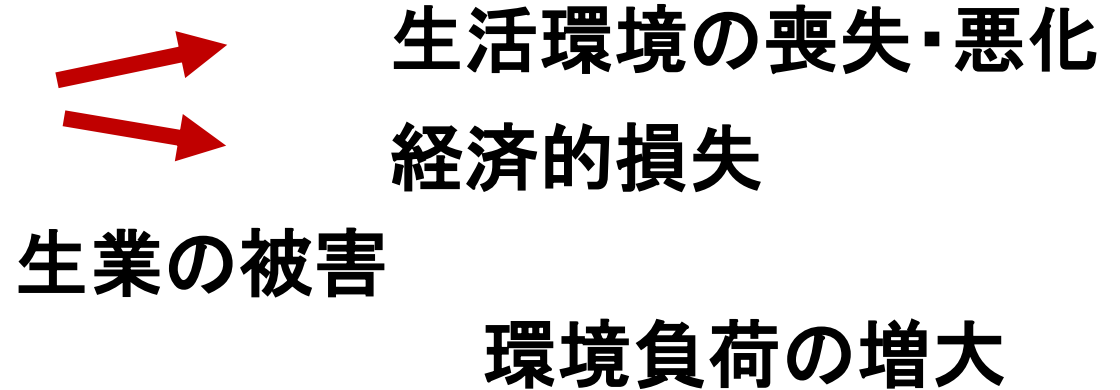 生活環境の喪失・悪化
経済的損失
生業の被害
環境負荷の増大